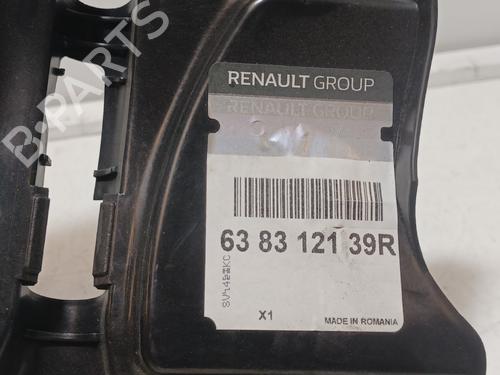 RENAULT GROUP
RENAULT GROUP
63 83 121 39R
X1
MADE IN ROMANIA
B-PARTS